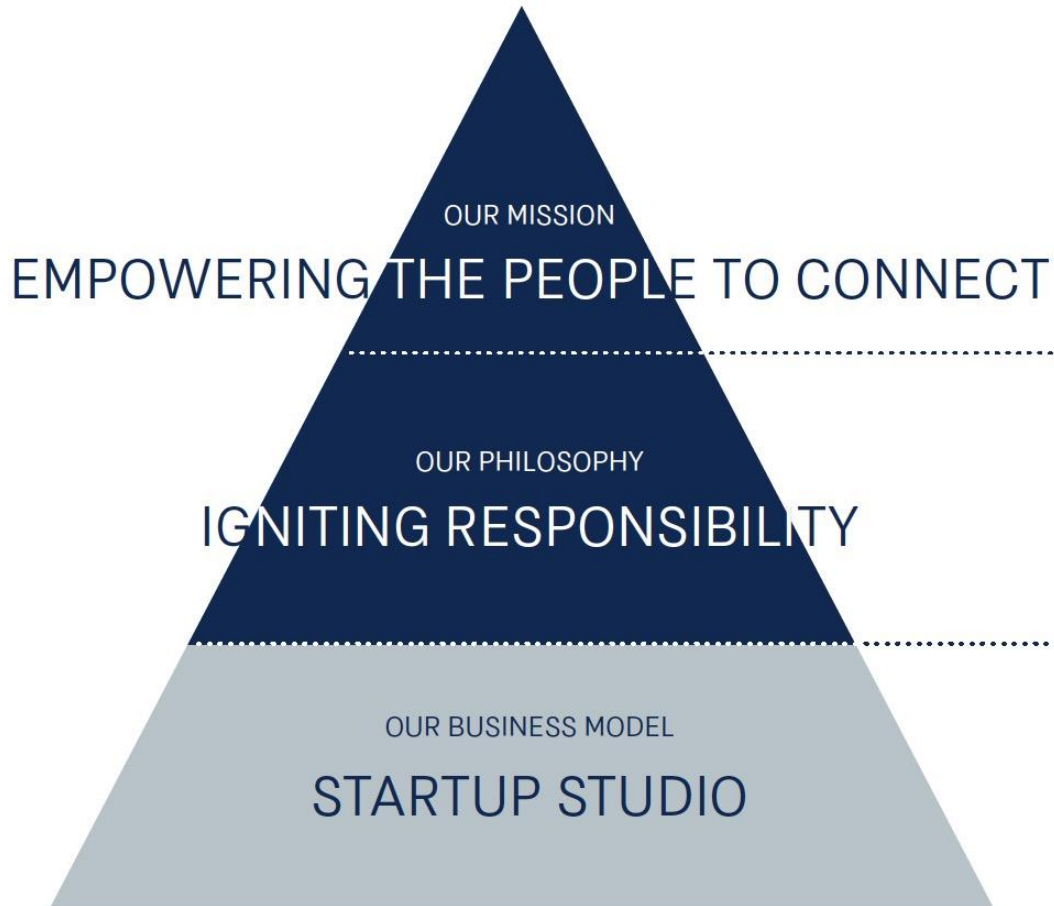 OUR MISSION
EMPOWERING THE PEOPLE TO CONNECT
OUR PHILOSOPHY
IGNITING RESPONSIBILITY
OUR BUSINESS MODEL
STARTUP STUDIO